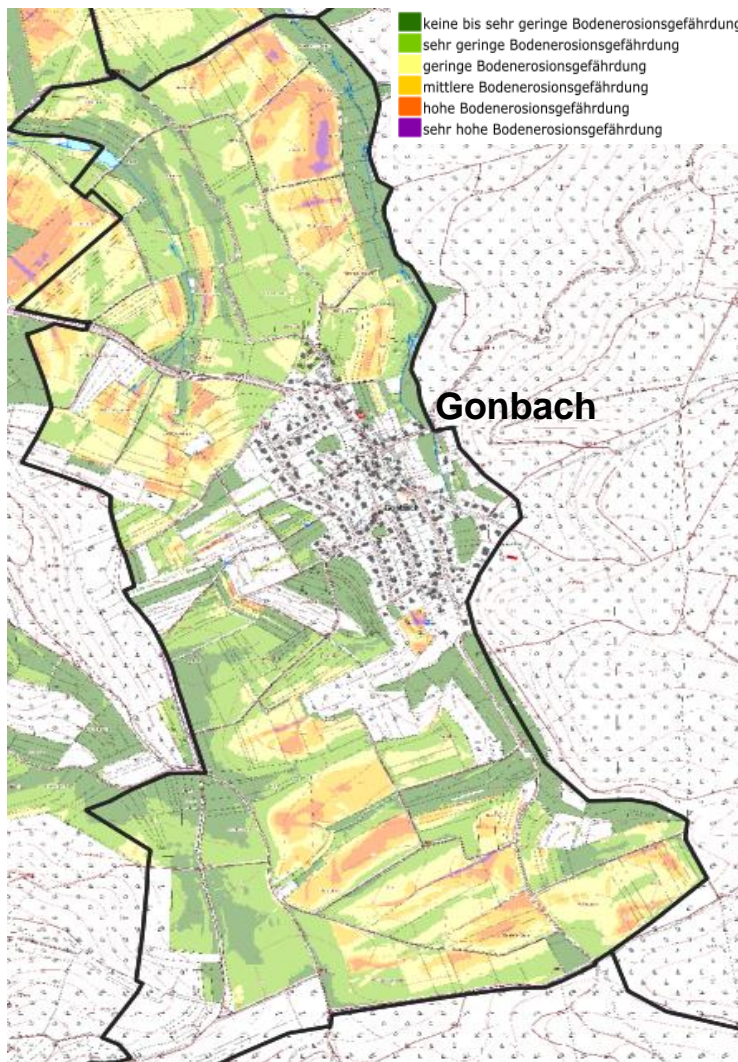 keine bis sehr geringe Bodenerosionsgefährdung
sehr geringe Bodenerosionsgefährdung
geringe Bodenerosionsgefährdung
mittlere Bodenerosionsgefährdung
hohe Bodenerosionsgefährdung
sehr hohe Bodenerosionsgefährdung
Gonbach